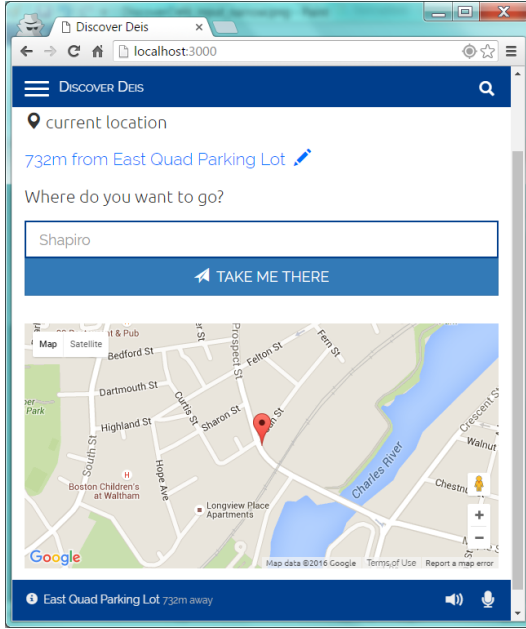 Discover Deis
localhost:3000
Discover Deis
current location
732m from East Quad Parking Lot
Where do you want to go?
Shapiro
TAKE ME THERE
& Pub
Map Satellite
Bedford St
Prospect St
Felton St
Fern St
Dartmouth St
Park
Curtis St
Sharon St
Crescent St
Highland St
South St
Hope Ave
Walnut
Charles River
H
Boston Children's
at Waltham
Longview Place
Apartments
+
−
Google
Map data ©2016 Google Terms of Use Report a map error
East Quad Parking Lot 732m away